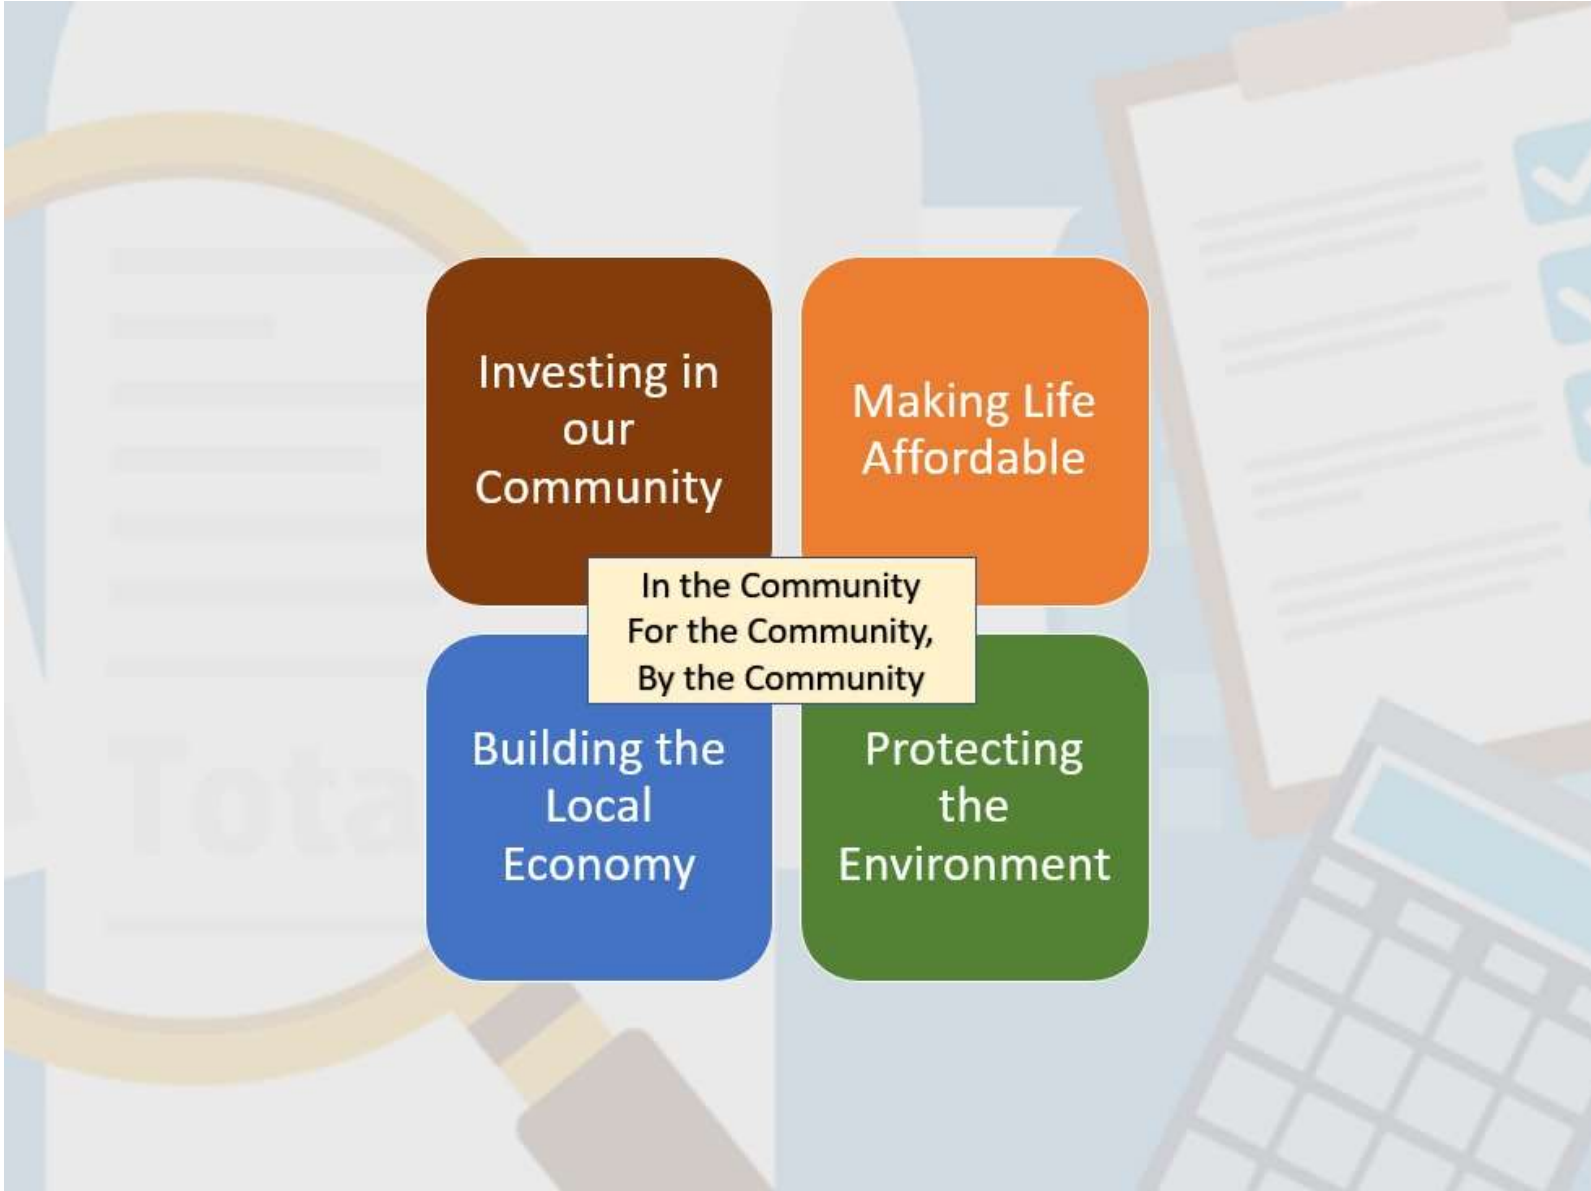 Investing in
our
Community
Making Life
Affordable
In the Community
For the Community,
By the Community
Building the
Local
Economy
Protecting
the
Environment
Tota